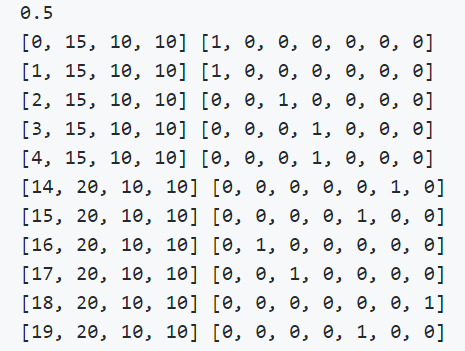 0.5
[0, 15, 10, 10] [1, 0, 0, 0, 0, 0, 0]
[1, 15, 10, 10] [1, 0, 0, 0, 0, 0, 0]
[2, 15, 10, 10] [0, 0, 1, 0, 0, 0, 0]
[3, 15, 10, 10] [0, 0, 0, 1, 0, 0, 0]
[4, 15, 10, 10] [0, 0, 0, 1, 0, 0, 0]
[14, 20, 10, 10] [0, 0, 0, 0, 0, 1, 0]
[15, 20, 10, 10] [0, 0, 0, 0, 1, 0, 0]
[16, 20, 10, 10] [0, 1, 0, 0, 0, 0, 0]
[17, 20, 10, 10] [0, 0, 1, 0, 0, 0, 0]
[18, 20, 10, 10] [0, 0, 0, 0, 0, 0, 1]
[19, 20, 10, 10] [0, 0, 0, 0, 1, 0, 0]